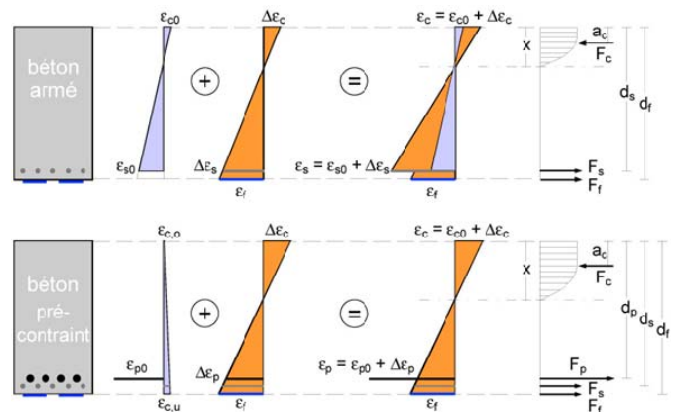 εc0 Δεc εc = εc0 + Δεc ac
Fc
x
béton
armé
+ =
ds df
εs0 Δεs εs = εs0 + Δεs Fs
εf εf Ff
εc,o Δεc εc = εc0 + Δεc ac
Fc
x
béton
pré-
contraint
+ =
dp ds df
εp0 Δεp εp = εp0 + Δεp Fp
Fs
εc,u εf εf Ff